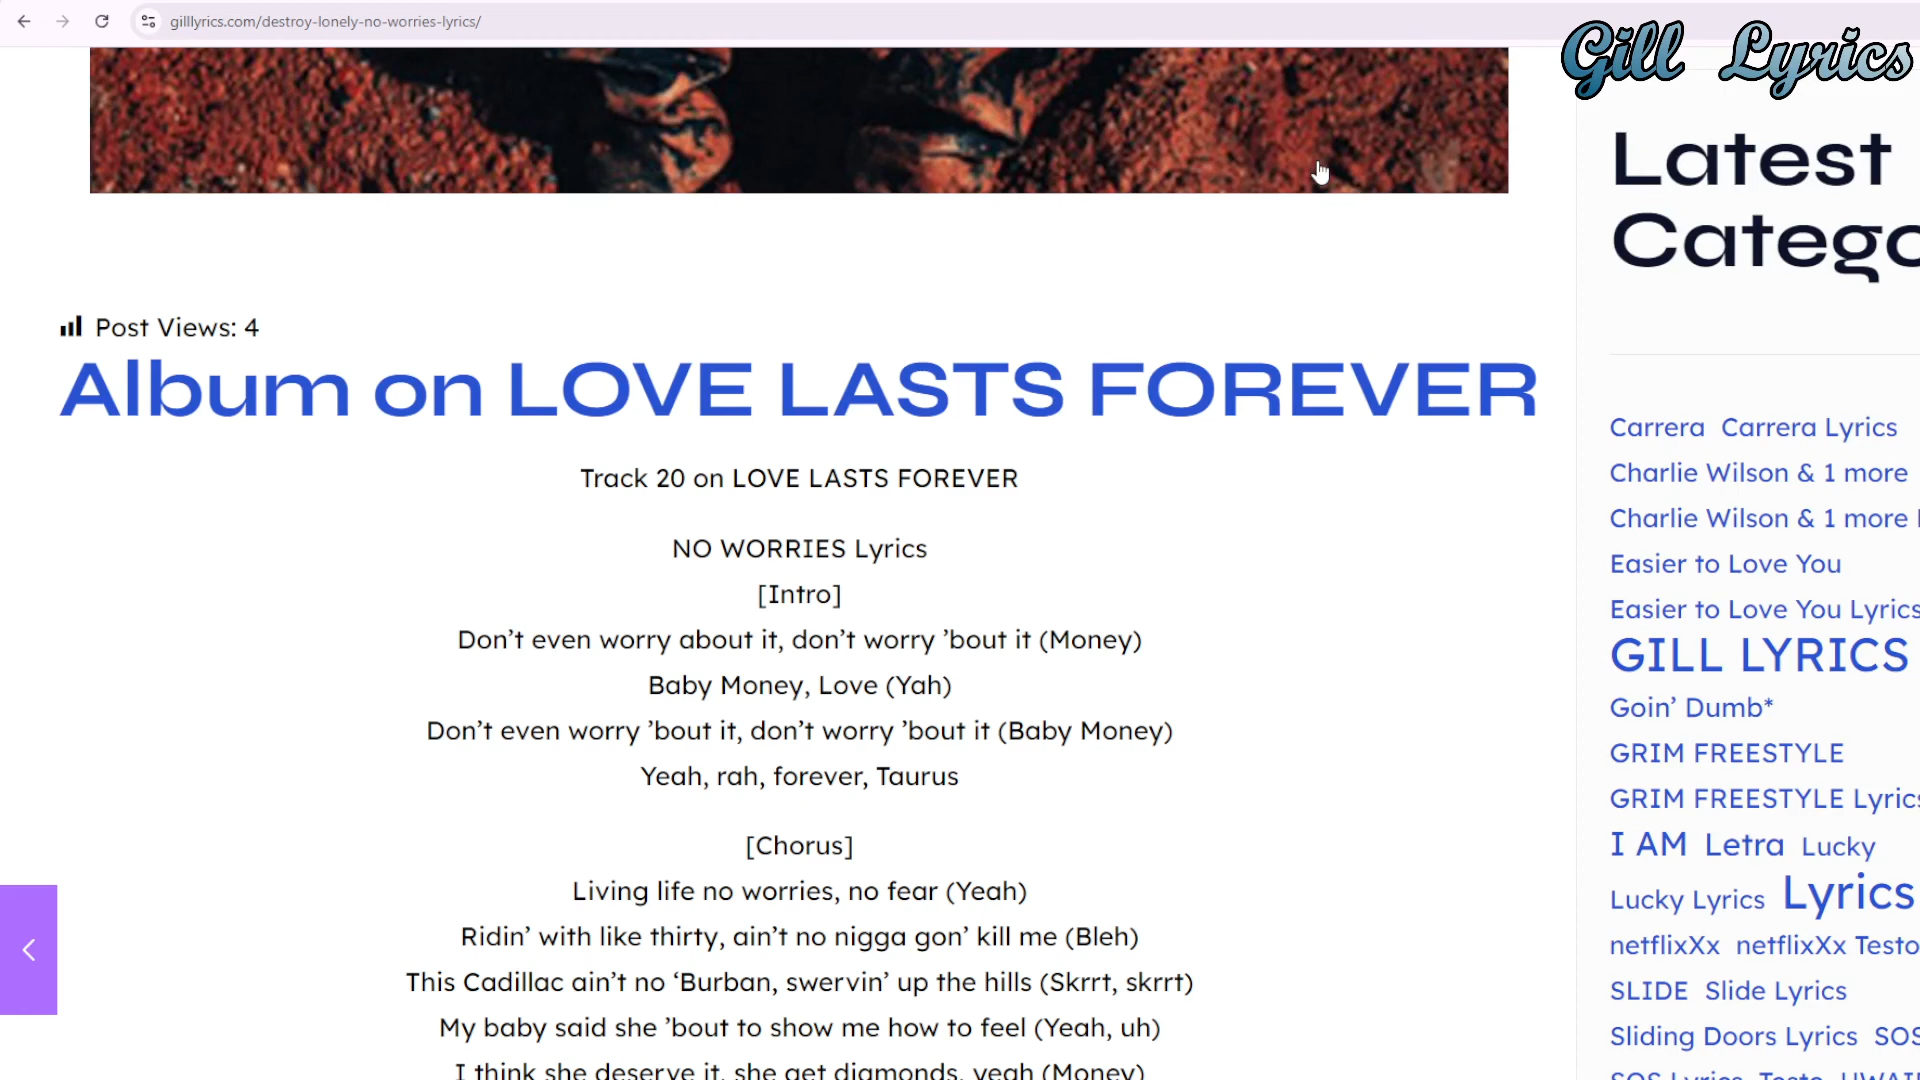 gilllyrics.com/destroy-lonely-no-worries-lyrics/
Gill Lyrics
Post Views: 4
Album on LOVE LASTS FOREVER
Track 20 on LOVE LASTS FOREVER
NO WORRIES Lyrics
[Intro]
Don’t even worry about it, don’t worry ’bout it (Money)
Baby Money, Love (Yah)
Don’t even worry ’bout it, don’t worry ’bout it (Baby Money)
Yeah, rah, forever, Taurus
[Chorus]
Living life no worries, no fear (Yeah)
Ridin’ with like thirty, ain’t no nigga gon’ kill me (Bleh)
This Cadillac ain’t no ‘Burban, swervin’ up the hills (Skrrt, skrrt)
My baby said she ’bout to show me how to feel (Yeah, uh)
I think she deserve it, she get diamonds, yeah (Money)
Latest
Catego
Carrera Carrera Lyrics
Charlie Wilson & 1 more
Charlie Wilson & 1 more
Easier to Love You
Easier to Love You Lyrics
GILL LYRICS
Goin’ Dumb*
GRIM FREESTYLE
GRIM FREESTYLE Lyrics
I AM Letra Lucky
Lucky Lyrics Lyrics
netflixXx netflixXx Testo
SLIDE Slide Lyrics
Sliding Doors Lyrics SOS
SOS Lyrics Testo UWAIE